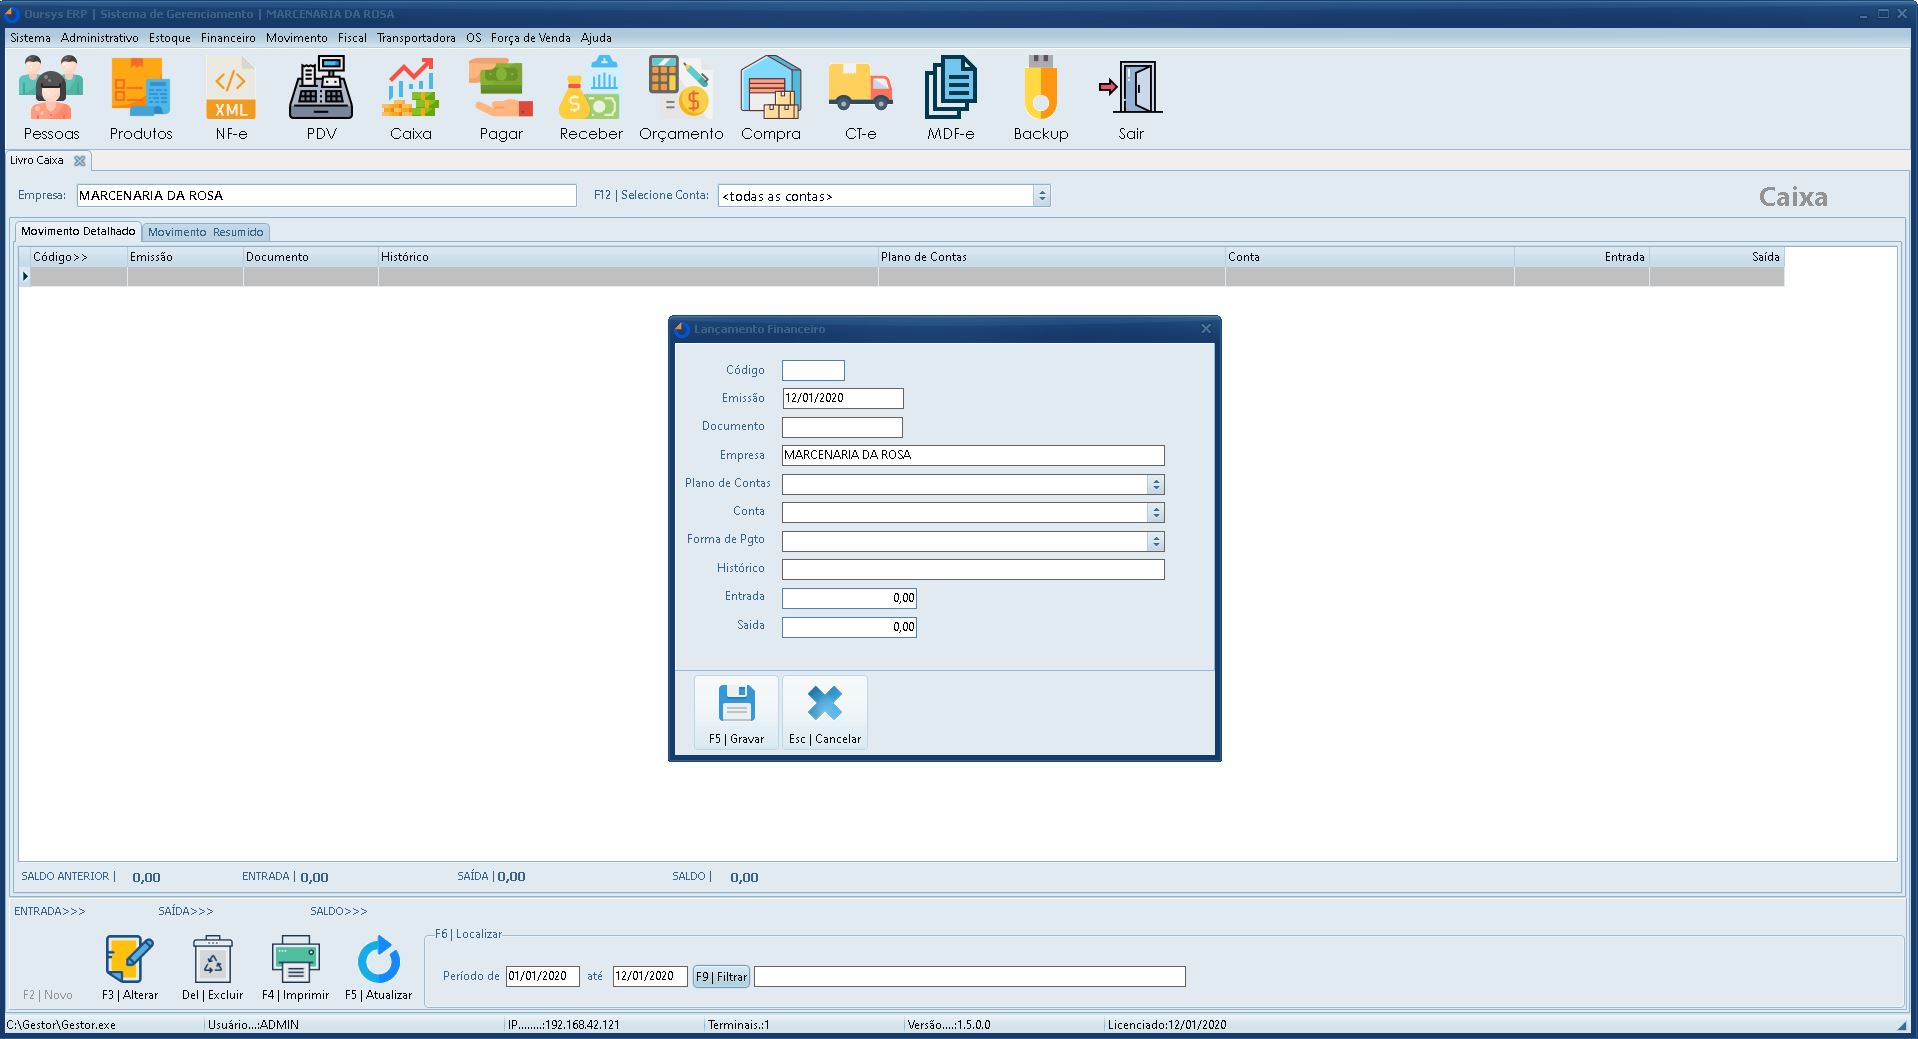 Oursys ERP | Sistema de Gerenciamento | MARCENARIA DA ROSA
Sistema Administrativo Estoque Financeiro Movimento Fiscal Transportadora OS Força de Venda Ajuda
XML
Pessoas Produtos NF-e PDV Caixa Pagar Receber Orçamento Compra CT-e MDF-e Backup Sair
Livro Caixa
Empresa: MARCENARIA DA ROSA F12 | Selecione Conta: <todas as contas> Caixa
Movimento Detalhado Movimento Resumido
Código>> Emissão Documento Histórico Plano de Contas Conta Entrada Saída
Lançamento Financeiro
Código
Emissão 12/01/2020
Documento
Empresa MARCENARIA DA ROSA
Plano de Contas
Conta
Forma de Pgto
Histórico
Entrada 0,00
Saida 0,00
F5 | Gravar Esc | Cancelar
SALDO ANTERIOR | 0,00 ENTRADA | 0,00 SAÍDA | 0,00 SALDO | 0,00
ENTRADA>>> SAÍDA>>> SALDO>>>
F6 | Localizar
Período de 01/01/2020 até 12/01/2020 F9 | Filtrar
F2 | Novo F3 | Alterar Del | Excluir F4 | Imprimir F5 | Atualizar
C:\Gestor\Gestor.exe Usuário...:ADMIN IP........:192.168.42.121 Terminais.:1 Versão....:1.5.0.0 Licenciado:12/01/2020